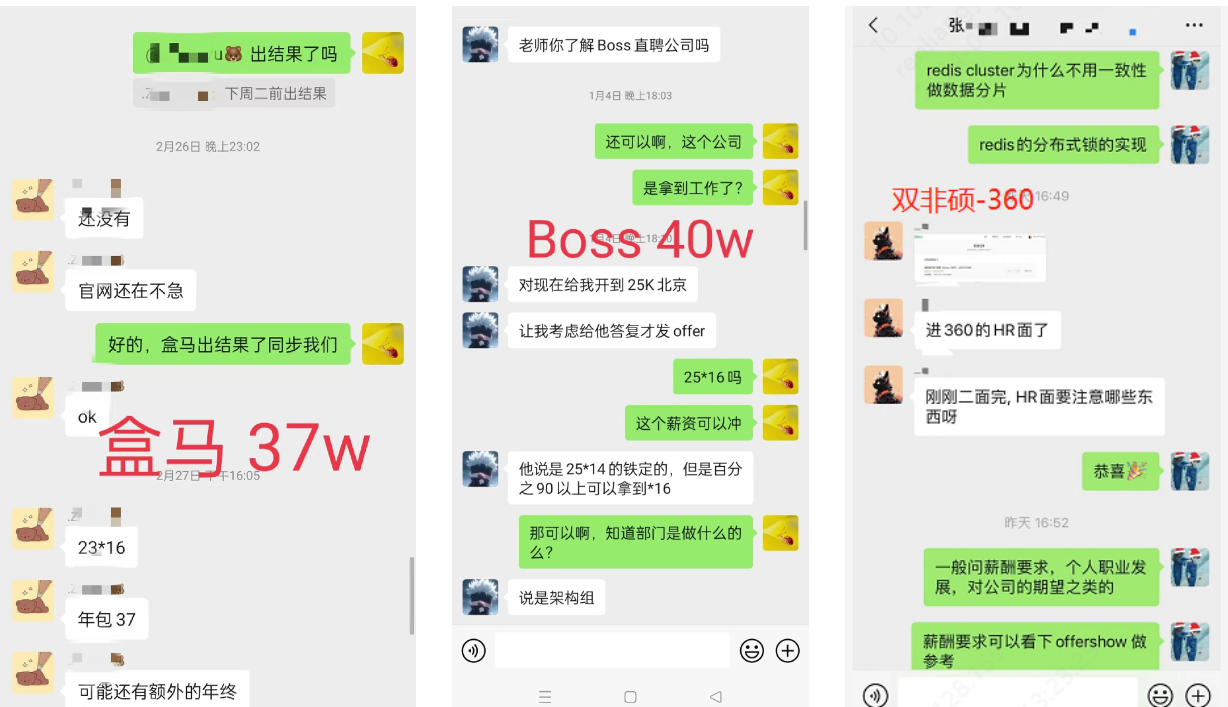 出结果了吗
下周二前出结果
2月26日 晚上23:02
还没有
官网还在不急
好的，盒马出结果了同步我们
ok
盒马 37w
2月27日 下午16:05
23*16
年包 37
可能还有额外的年终
老师你了解 Boss 直聘公司吗
1月4日 晚上18:03
还可以啊，这个公司
是拿到工作了？
Boss 40w
对现在给我开到 25K 北京
让我考虑给他答复才发 offer
25*16 吗
这个薪资可以冲
他说是 25*14 的铁定的，但是百分
之 90 以上可以拿到*16
那可以啊，知道部门是做什么的
么？
说是架构组
张
redis cluster为什么不用一致性
做数据分片
redis的分布式锁的实现
16:49
双非硕-360
进360的HR面了
刚刚二面完, HR面要注意哪些东
西呀
恭喜🎉
昨天 16:52
一般问薪酬要求，个人职业发
展，对公司的期望之类的
薪酬要求可以看下 offershow 做
参考